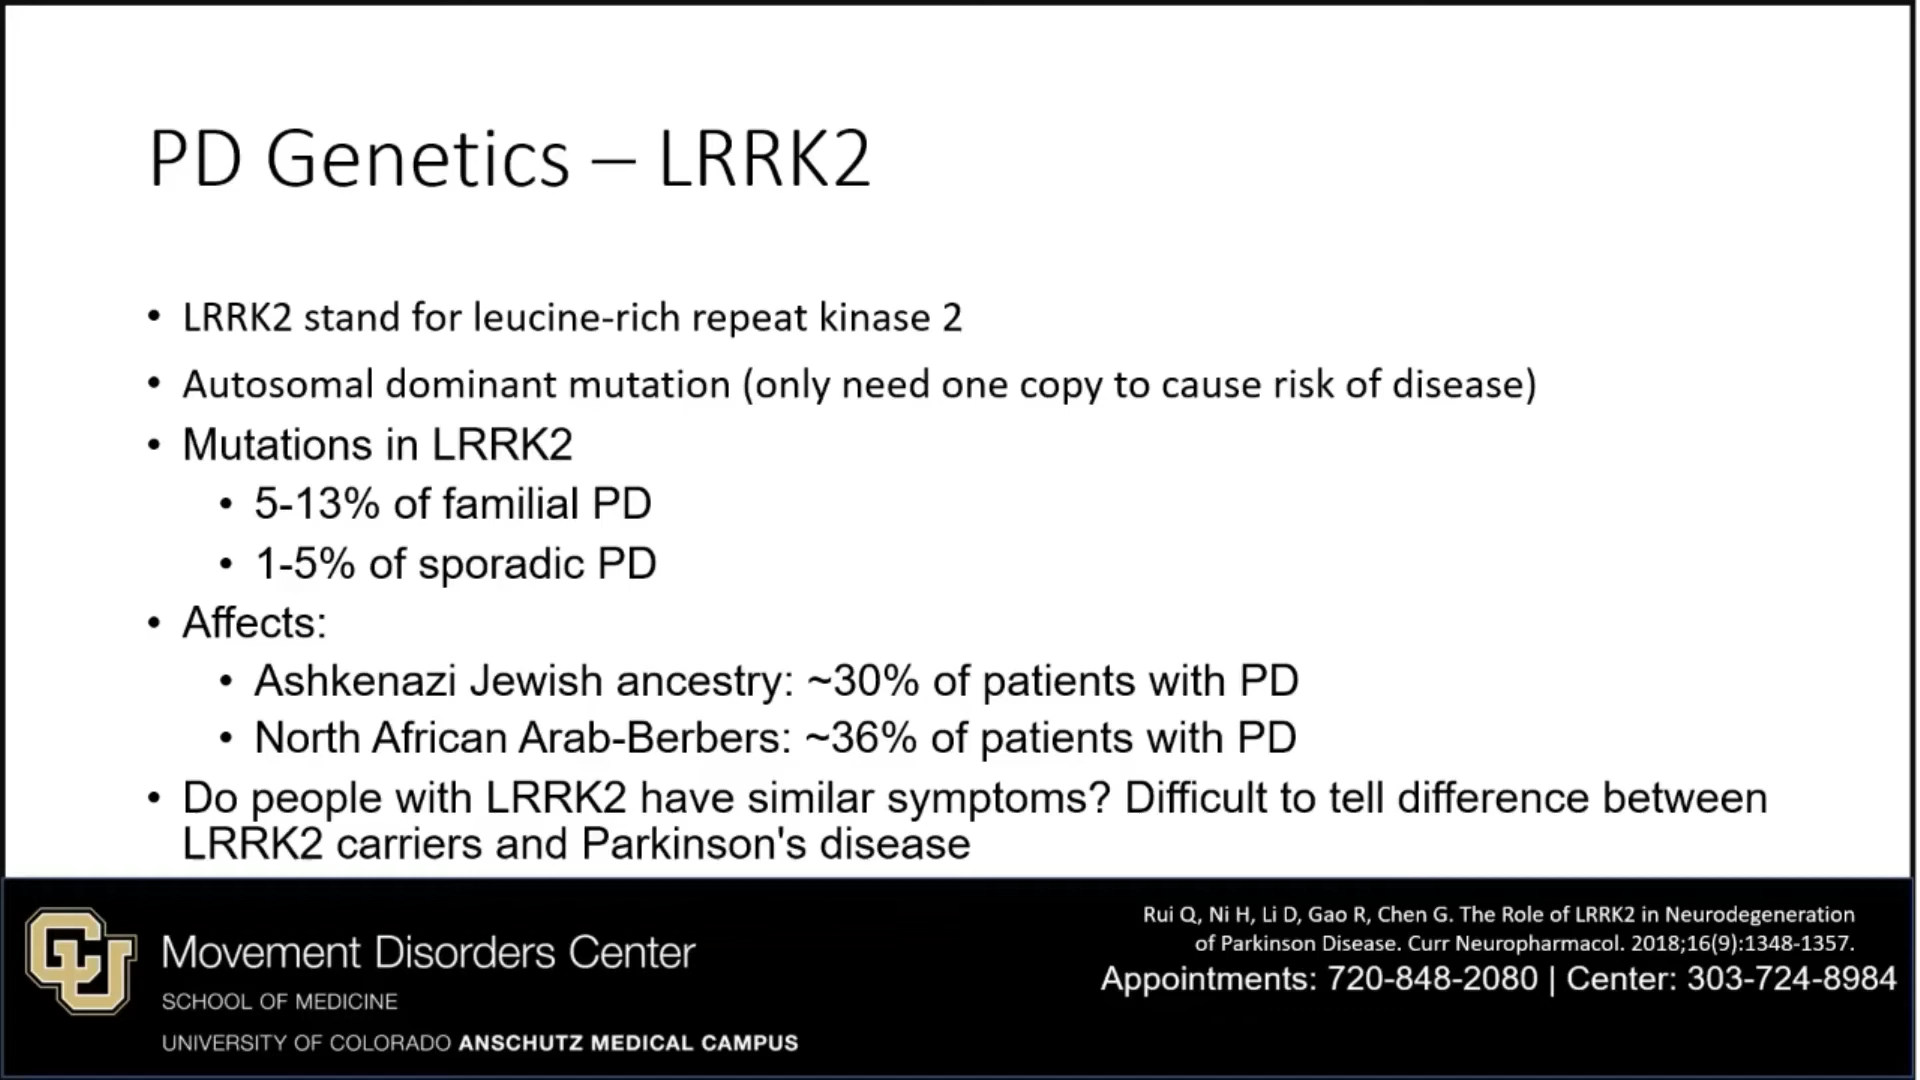 PD Genetics – LRRK2
• LRRK2 stand for leucine-rich repeat kinase 2
• Autosomal dominant mutation (only need one copy to cause risk of disease)
• Mutations in LRRK2
• 5-13% of familial PD
• 1-5% of sporadic PD
• Affects:
• Ashkenazi Jewish ancestry: ~30% of patients with PD
• North African Arab-Berbers: ~36% of patients with PD
• Do people with LRRK2 have similar symptoms? Difficult to tell difference between
LRRK2 carriers and Parkinson's disease
CU
Movement Disorders Center
SCHOOL OF MEDICINE
UNIVERSITY OF COLORADO ANSCHUTZ MEDICAL CAMPUS
Rui Q, Ni H, Li D, Gao R, Chen G. The Role of LRRK2 in Neurodegeneration
of Parkinson Disease. Curr Neuropharmacol. 2018;16(9):1348-1357.
Appointments: 720-848-2080 | Center: 303-724-8984